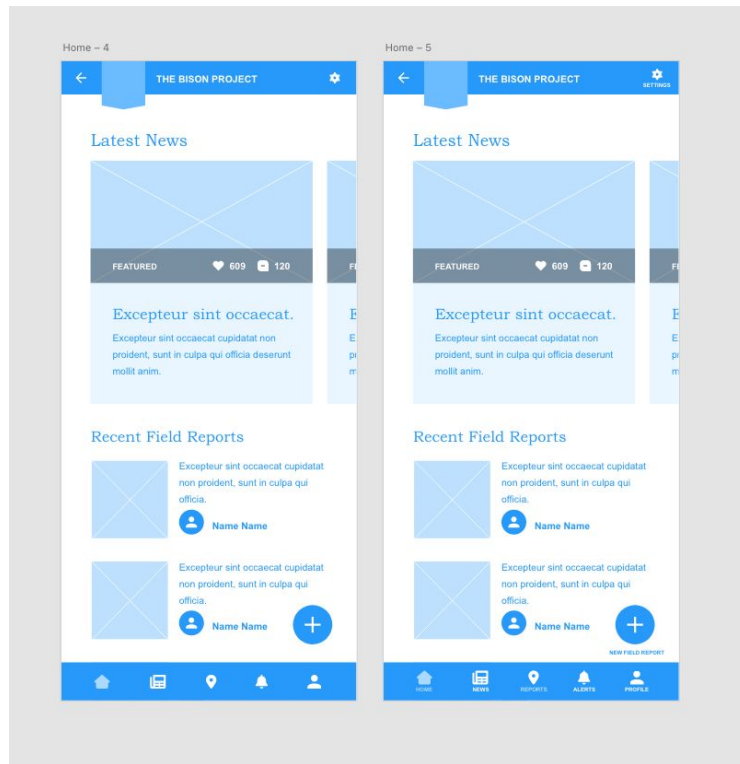 Home – 4
THE BISON PROJECT
Latest News
FEATURED 609 120
Excepteur sint occaecat.
Excepteur sint occaecat cupidatat non
proident, sunt in culpa qui officia deserunt
mollit anim.
Recent Field Reports
Excepteur sint occaecat cupidatat
non proident, sunt in culpa qui
officia.
Name Name
Excepteur sint occaecat cupidatat
non proident, sunt in culpa qui
officia.
Name Name
Home – 5
THE BISON PROJECT
SETTINGS
Latest News
FEATURED 609 120
Excepteur sint occaecat.
Excepteur sint occaecat cupidatat non
proident, sunt in culpa qui officia deserunt
mollit anim.
Recent Field Reports
Excepteur sint occaecat cupidatat
non proident, sunt in culpa qui
officia.
Name Name
Excepteur sint occaecat cupidatat
non proident, sunt in culpa qui
officia.
Name Name
NEW FIELD REPORT
HOME NEWS REPORTS ALERTS PROFILE